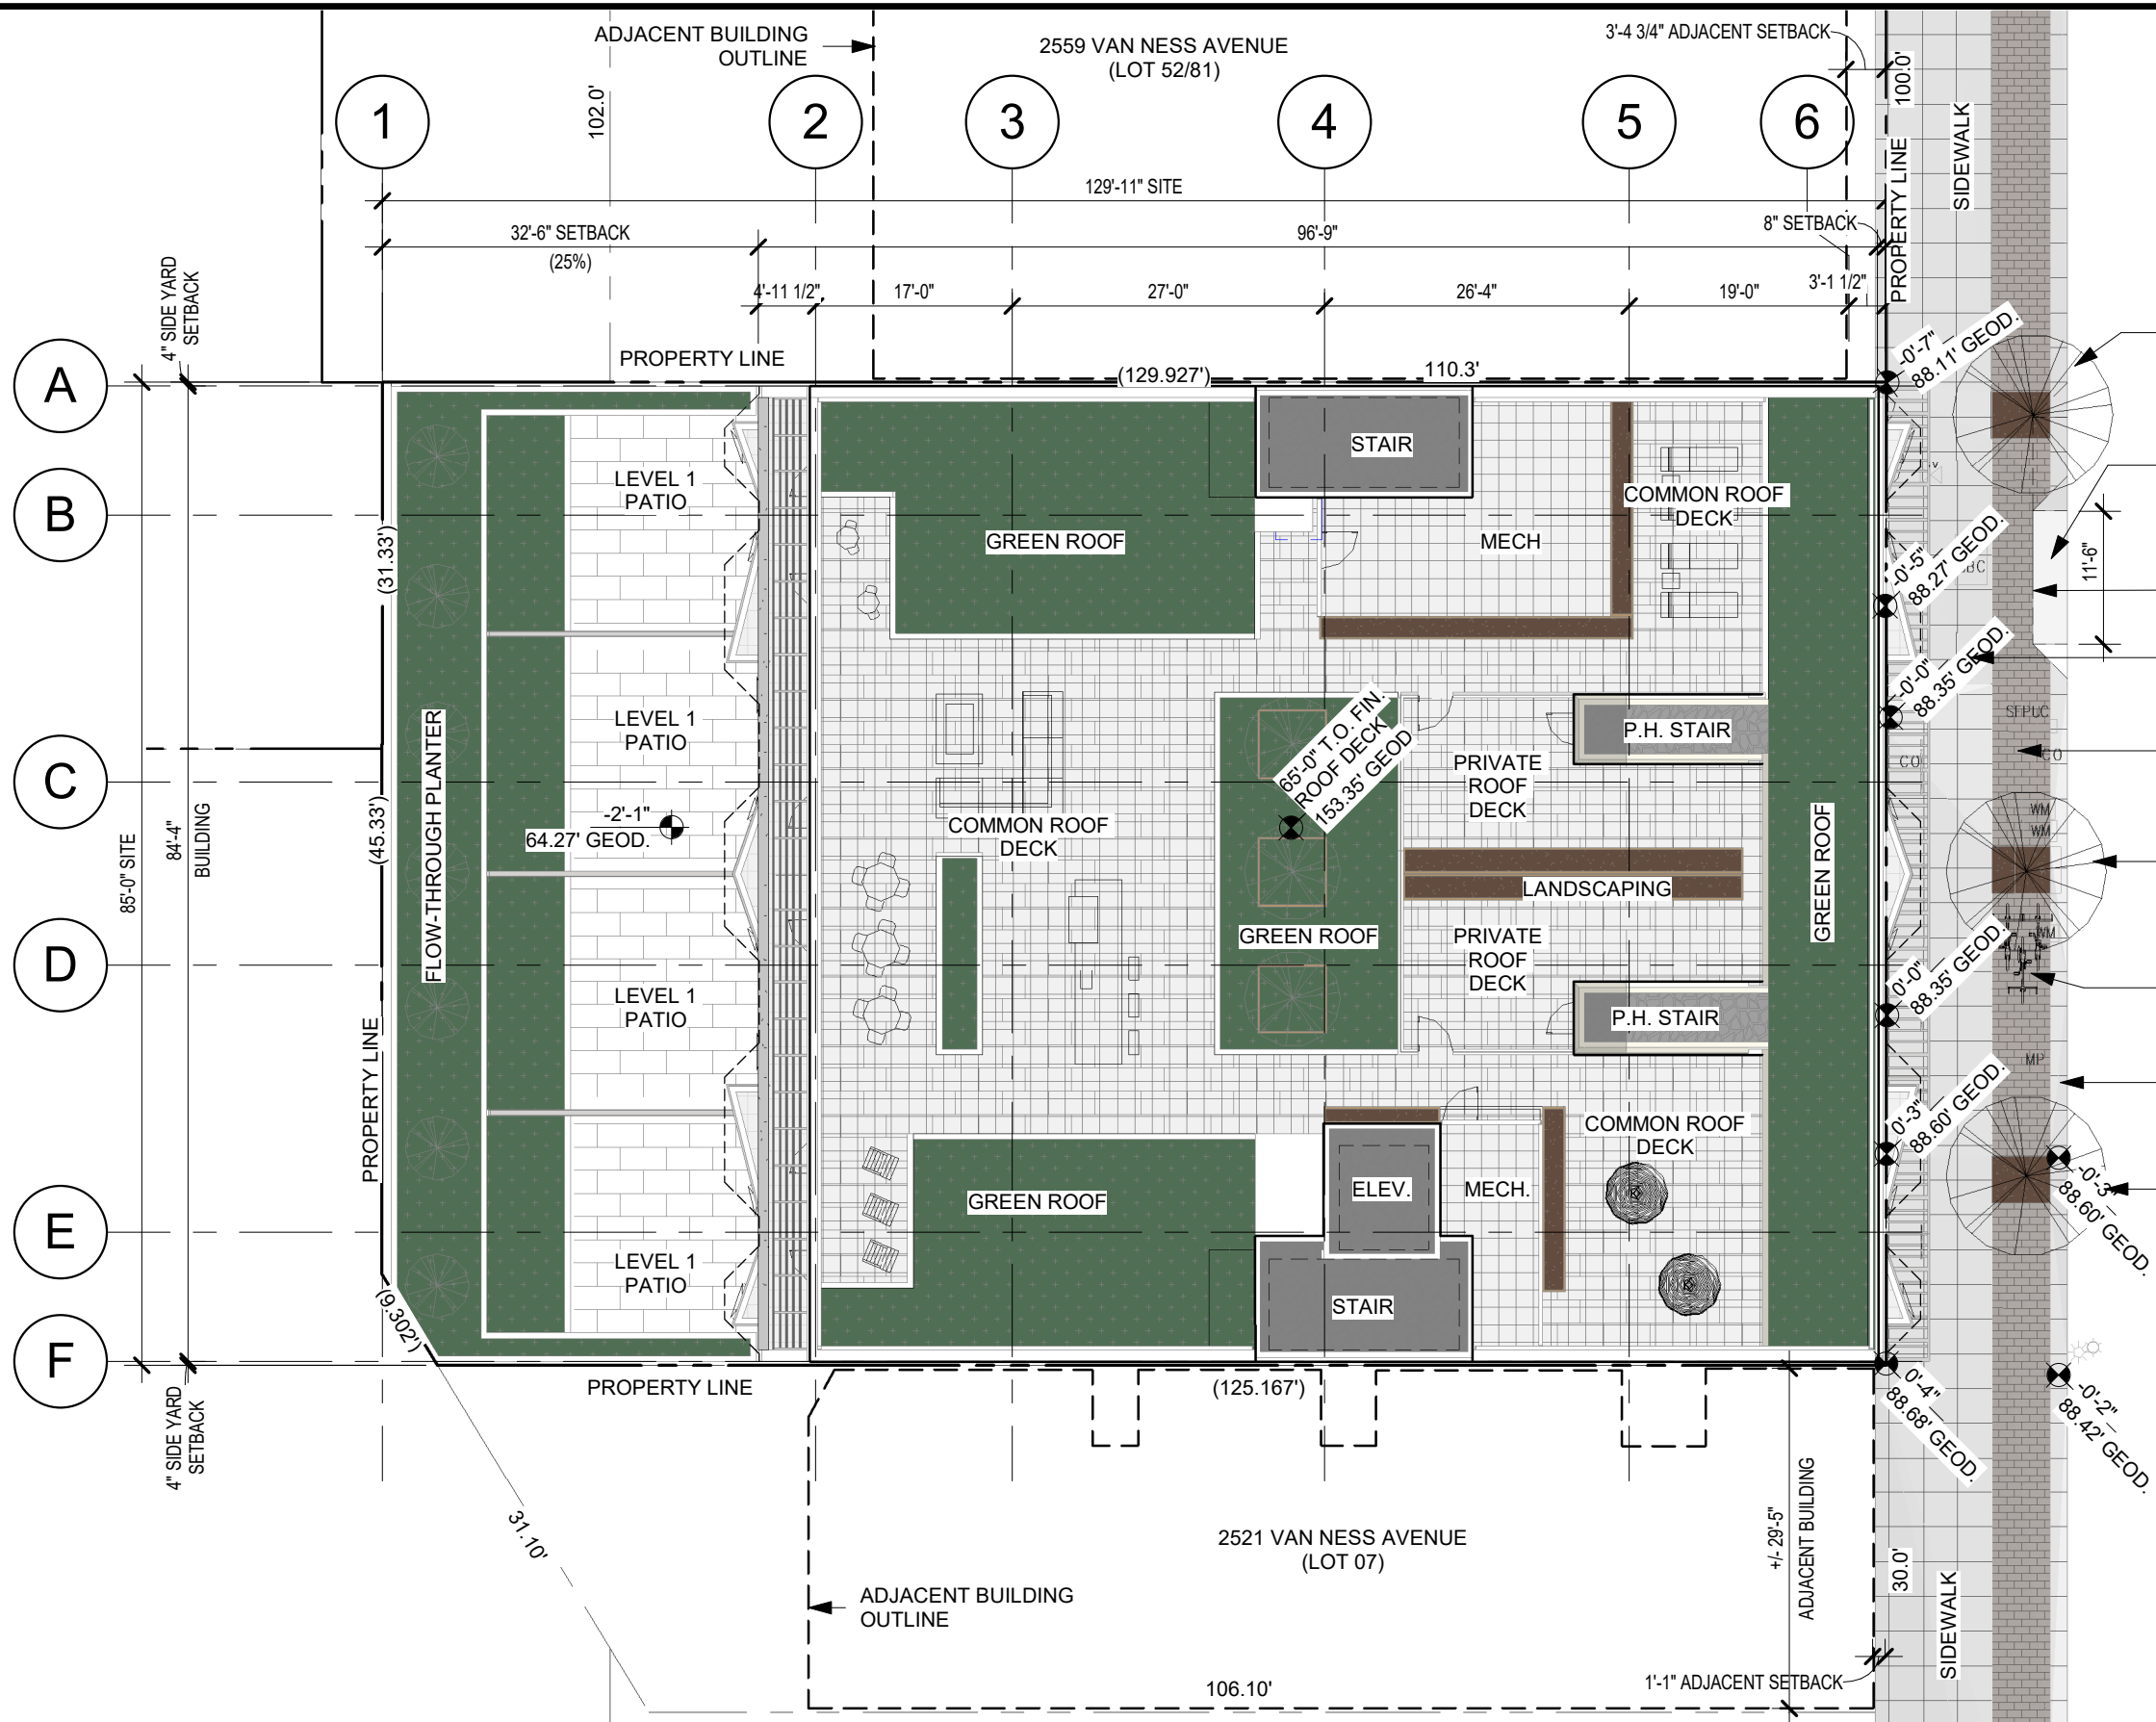 ADJACENT BUILDING
OUTLINE
2559 VAN NESS AVENUE
(LOT 52/81)
3'-4 3/4" ADJACENT SETBACK
102.0'
100.0'
1
2
3
4
5
6
PROPERTY LINE
SIDEWALK
129'-11" SITE
32'-6" SETBACK
(25%)
96'-9"
8" SETBACK
4'-11 1/2"
17'-0"
27'-0"
26'-4"
19'-0"
3'-1 1/2"
4" SIDE YARD
SETBACK
PROPERTY LINE
(129.927')
110.3'
-0'-7"
88.11' GEOD.
A
B
C
D
E
F
STAIR
LEVEL 1
PATIO
GREEN ROOF
MECH
COMMON ROOF
DECK
(31.33')
-0'-5"
88.27' GEOD.
11'-6"
-0'-0"
88.35' GEOD.
SFPUC
CO
CO
LEVEL 1
PATIO
FLOW-THROUGH PLANTER
65'-0" T.O. FIN.
ROOF DECK
153.35' GEOD
P.H. STAIR
PRIVATE
ROOF
DECK
-2'-1"
64.27' GEOD.
COMMON ROOF
DECK
GREEN ROOF
WM
WM
WM
85'-0" SITE
84'-4"
BUILDING
(45.33')
LANDSCAPING
GREEN ROOF
PRIVATE
ROOF
DECK
LEVEL 1
PATIO
P.H. STAIR
0'-0"
88.35' GEOD.
MP
PROPERTY LINE
0'-3"
88.60' GEOD.
COMMON ROOF
DECK
GREEN ROOF
ELEV.
MECH.
-0'-3"
88.60' GEOD.
LEVEL 1
PATIO
STAIR
(9.302')
PROPERTY LINE
(125.167')
0'-4"
88.68' GEOD.
-0'-2"
88.42' GEOD.
4" SIDE YARD
SETBACK
31.10'
2521 VAN NESS AVENUE
(LOT 07)
+/- 29'-5"
ADJACENT BUILDING
30.0'
SIDEWALK
ADJACENT BUILDING
OUTLINE
106.10'
1'-1" ADJACENT SETBACK